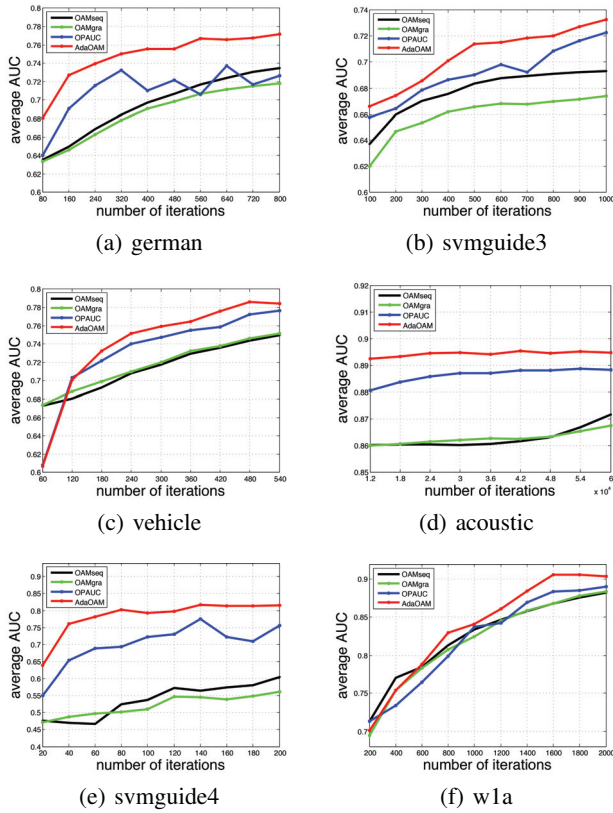 OAMseq
OAMgra
OPAUC
AdaOAM
average AUC
0.8
0.78
0.76
0.74
0.72
0.7
0.68
0.66
0.64
0.62
0.6
80 160 240 320 400 480 560 640 720 800
number of iterations
(a) german
OAMseq
OAMgra
OPAUC
AdaOAM
average AUC
0.74
0.72
0.7
0.68
0.66
0.64
0.62
0.6
100 200 300 400 500 600 700 800 900 1000
number of iterations
(b) svmguide3
OAMseq
OAMgra
OPAUC
AdaOAM
average AUC
0.8
0.78
0.76
0.74
0.72
0.7
0.68
0.66
0.64
0.62
0.6
60 120 180 240 300 360 420 480 540
number of iterations
(c) vehicle
OAMseq
OAMgra
OPAUC
AdaOAM
average AUC
0.92
0.91
0.9
0.89
0.88
0.87
0.86
0.85
1.2 1.8 2.4 3 3.6 4.2 4.8 5.4 6
x 10⁴
number of iterations
(d) acoustic
OAMseq
OAMgra
OPAUC
AdaOAM
average AUC
0.9
0.85
0.8
0.75
0.7
0.65
0.6
0.55
0.5
0.45
0.4
20 40 60 80 100 120 140 160 180 200
number of iterations
(e) svmguide4
OAMseq
OAMgra
OPAUC
AdaOAM
average AUC
0.9
0.85
0.8
0.75
0.7
200 400 600 800 1000 1200 1400 1600 1800 2000
number of iterations
(f) w1a